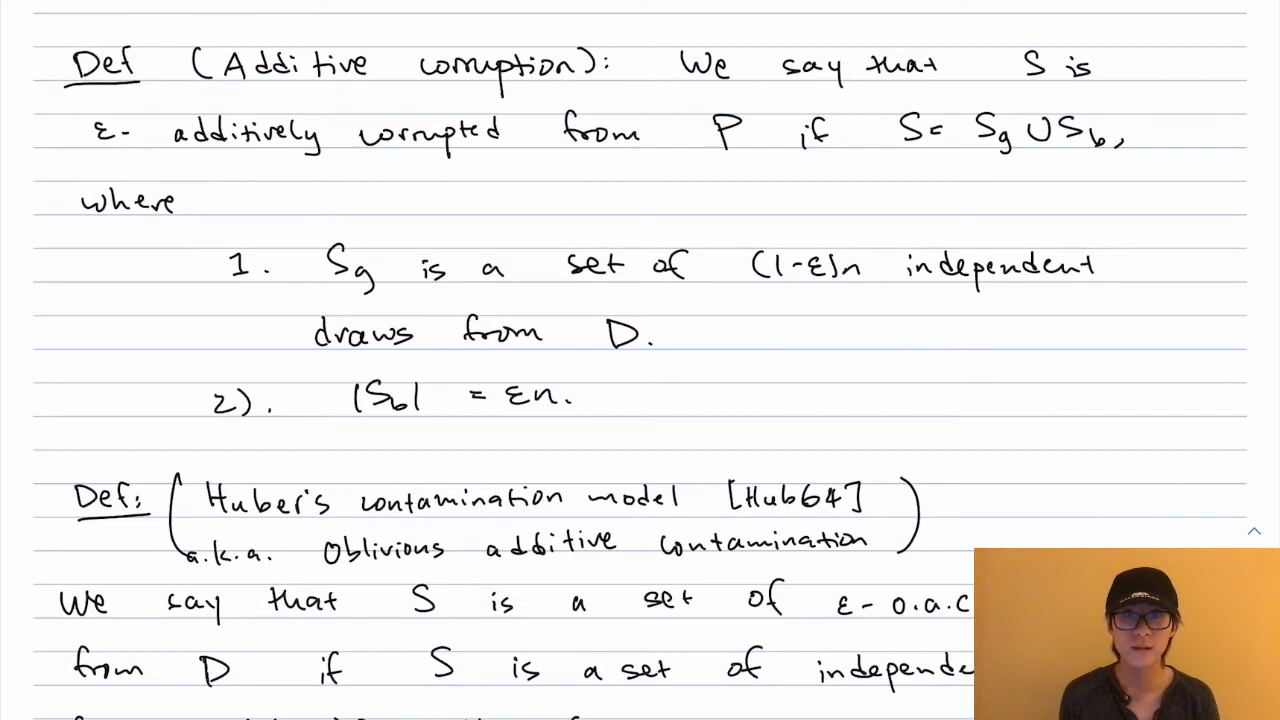 Def (Additive corruption): We say that S is
ε- additively corrupted from P if S = Sg ∪ Sb,
where
1. Sg is a set of (1-ε)n independent
draws from D.
2). |Sb| = εn.
Def: (Huber's contamination model [Hub64]
a.k.a. Oblivious additive contamination)
We say that S is a set of ε- o.a.c
from D if S is a set of